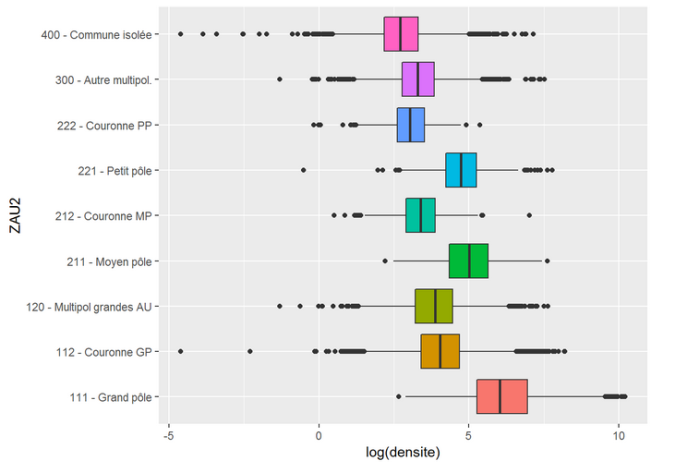 400 - Commune isolée
300 - Autre multipol.
222 - Couronne PP
221 - Petit pôle
212 - Couronne MP
211 - Moyen pôle
120 - Multipol grandes AU
112 - Couronne GP
111 - Grand pôle
ZAU2
-5 0 5 10
log(densite)